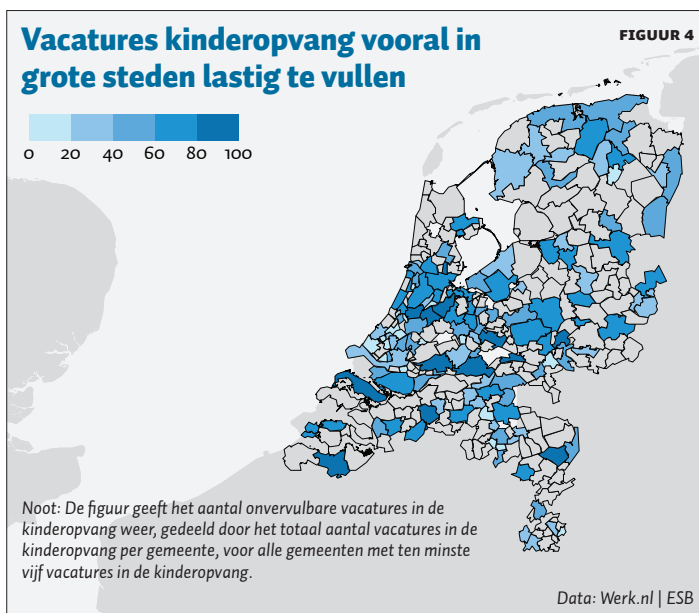 FIGUUR 4
Vacatures kinderopvang vooral in
grote steden lastig te vullen
0 20 40 60 80 100
Noot: De figuur geeft het aantal onvervulbare vacatures in de
kinderopvang weer, gedeeld door het totaal aantal vacatures in de
kinderopvang per gemeente, voor alle gemeenten met ten minste
vijf vacatures in de kinderopvang.
Data: Werk.nl | ESB